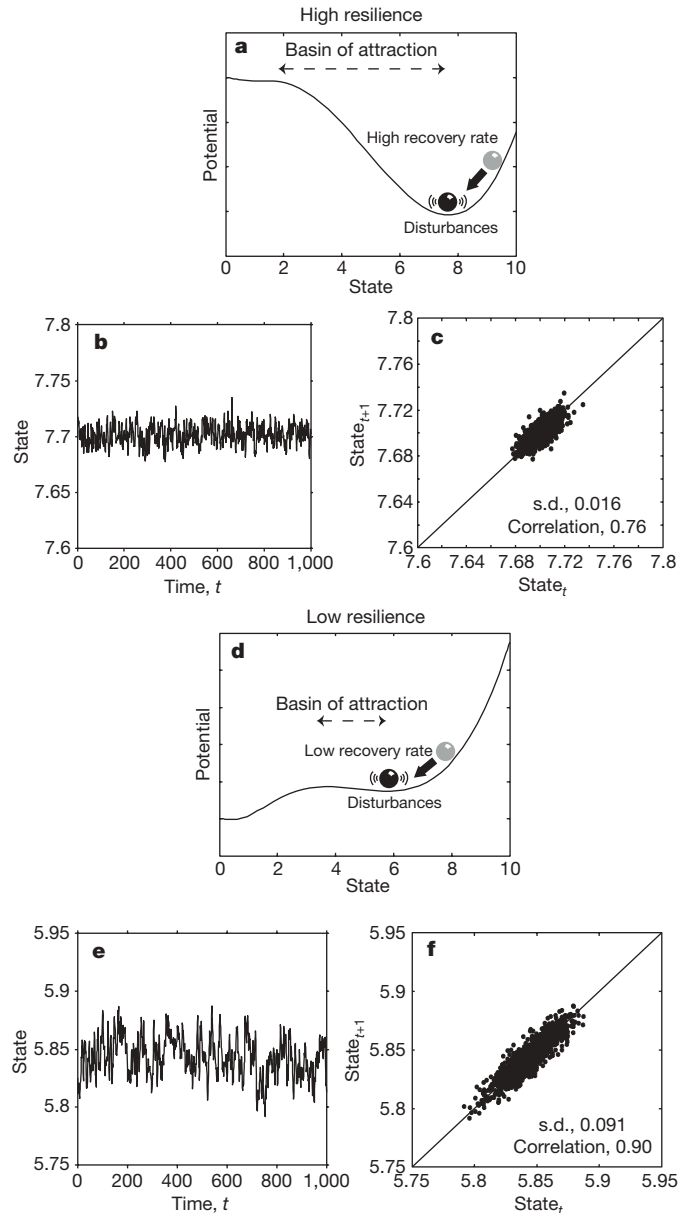 High resilience
a
Basin of attraction
High recovery rate
Disturbances
Potential
0 2 4 6 8 10
State
b
7.8
7.75
7.7
7.65
7.6
State
0 200 400 600 800 1,000
Time, t
c
7.8
7.76
7.72
7.68
7.64
7.6
State t+1
s.d., 0.016
Correlation, 0.76
7.6 7.64 7.68 7.72 7.76 7.8
State t
Low resilience
d
Basin of attraction
Low recovery rate
Disturbances
Potential
0 2 4 6 8 10
State
e
5.95
5.9
5.85
5.8
5.75
State
0 200 400 600 800 1,000
Time, t
f
5.95
5.9
5.85
5.8
5.75
State t+1
s.d., 0.091
Correlation, 0.90
5.75 5.8 5.85 5.9 5.95
State t